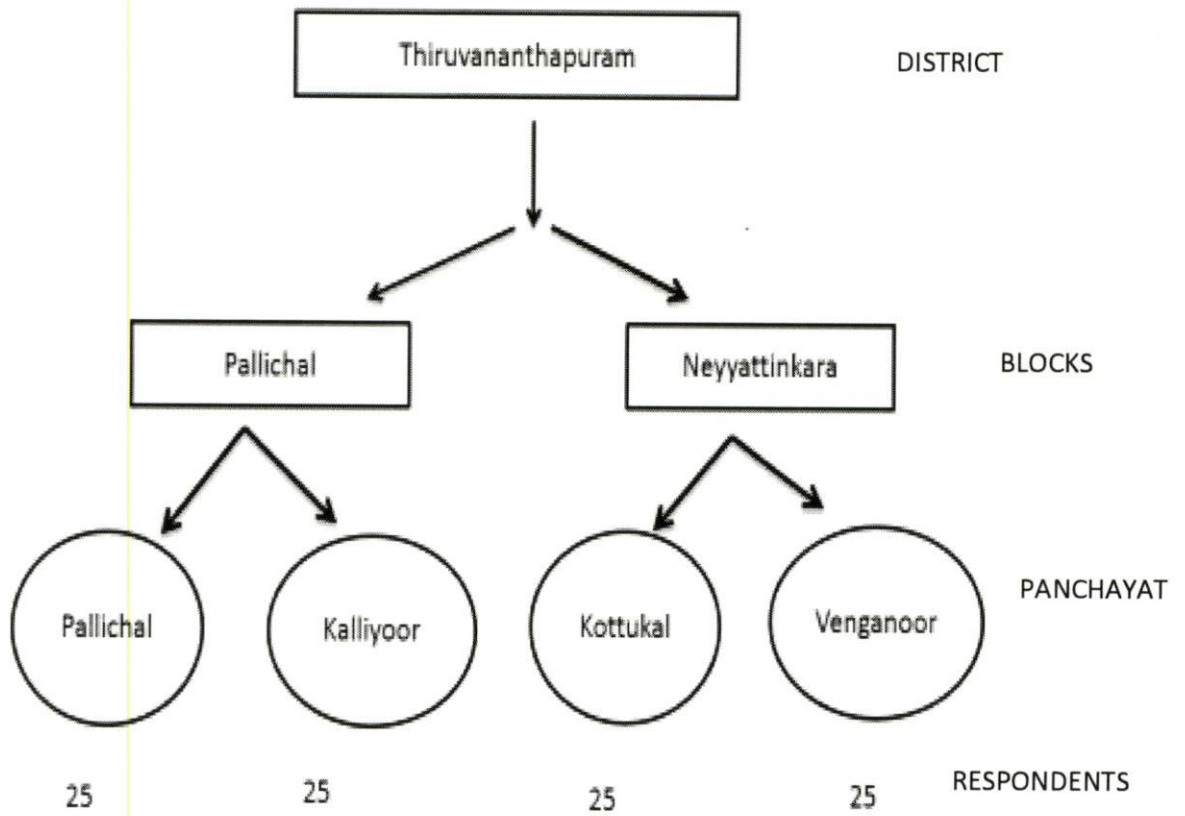 Thiruvananthapuram
DISTRICT
Pallichal
Neyyattinkara
BLOCKS
Pallichal
Kalliyoor
Kottukal
Venganoor
PANCHAYAT
25
25
25
25
RESPONDENTS